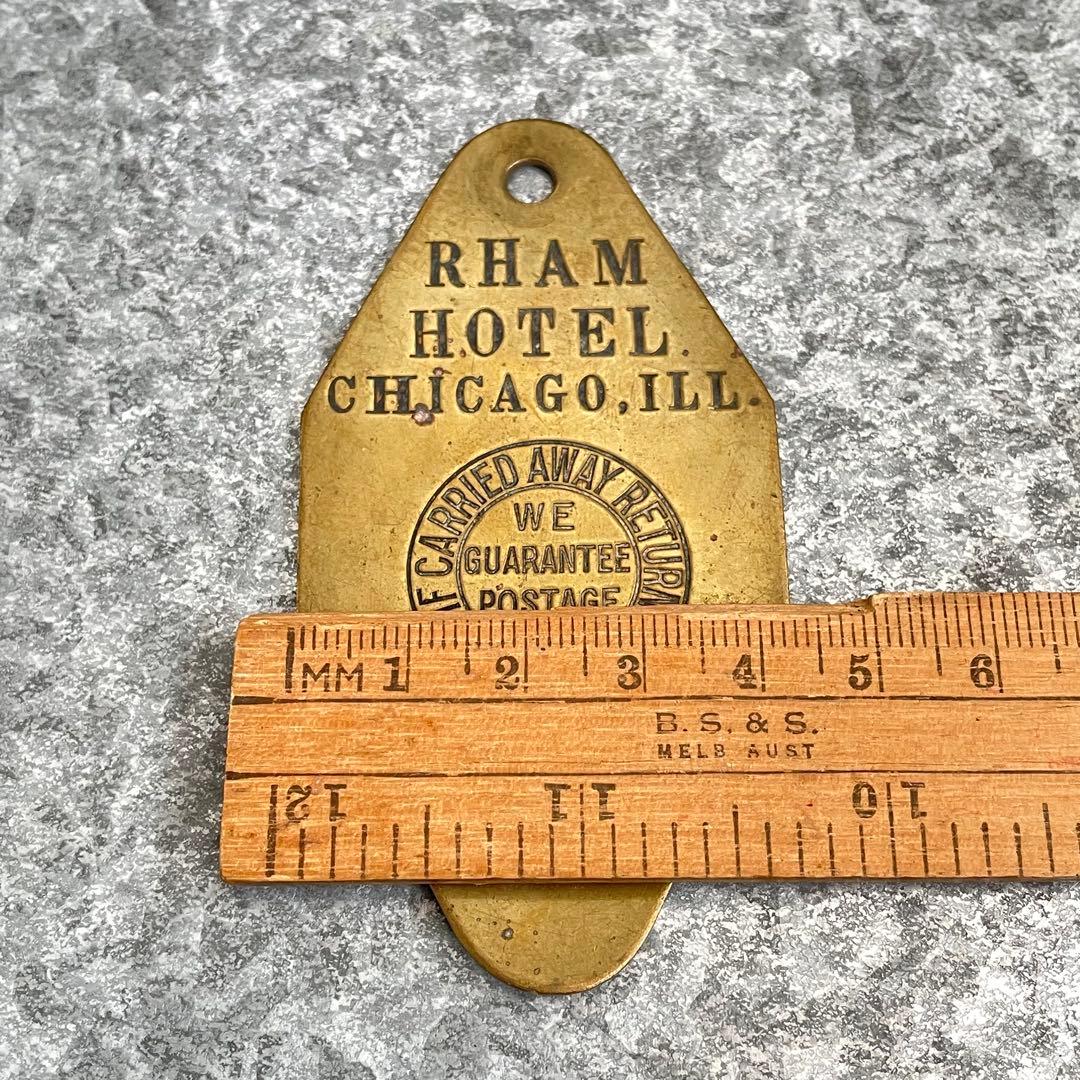 RHAM
HOTEL
CHICAGO, ILL.
IF CARRIED AWAY RETURN
WE
GUARANTEE
POSTAGE
MM 1 2 3 4 5 6
B. S. & S.
MELB AUST
12 11 10